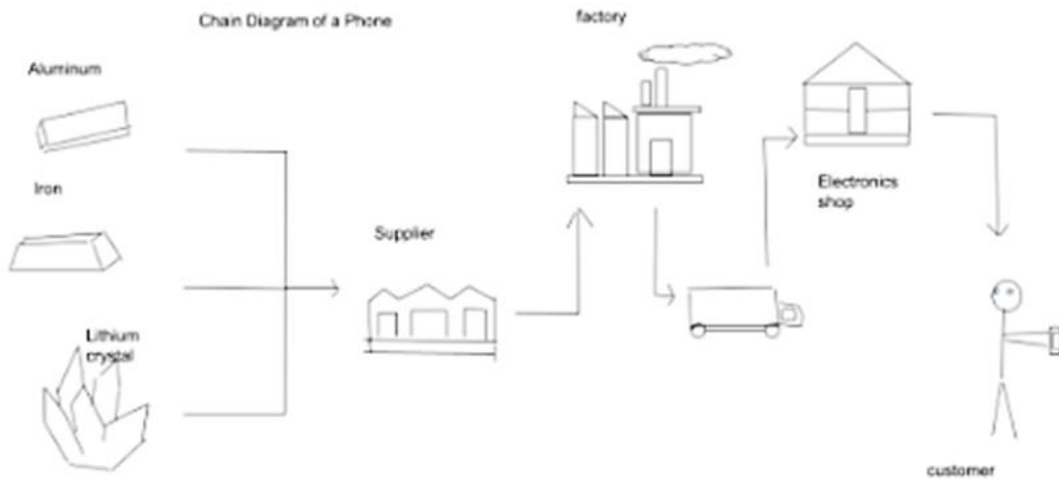 Chain Diagram of a Phone
factory
Aluminum
Iron
Supplier
Electronics
shop
Lithium
crystal
customer